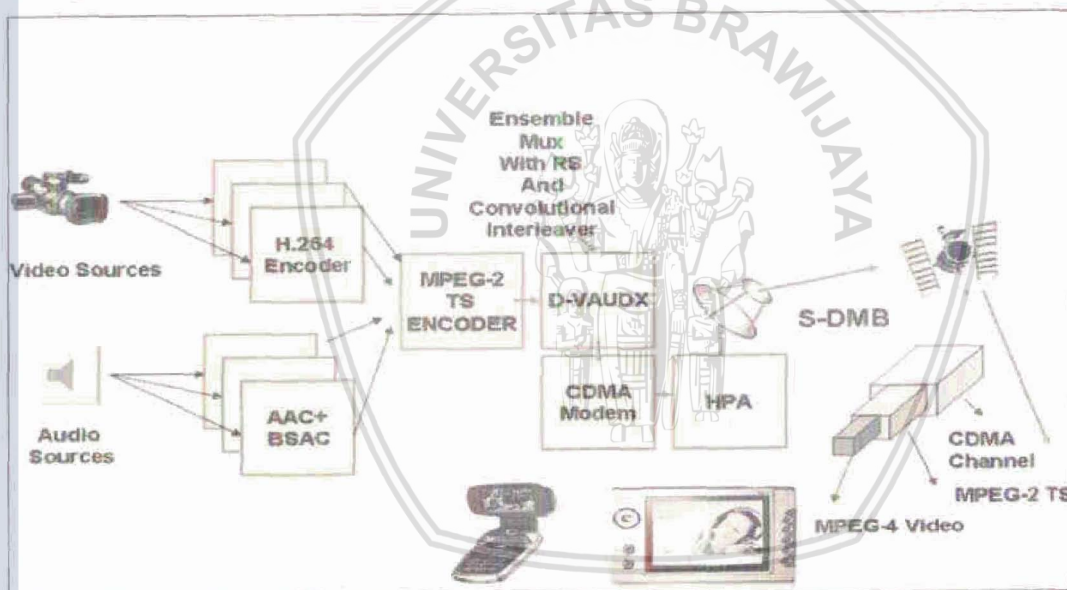 UNIVERSITAS BRAWIJAYA
Ensemble
Mux
With RS
And
Convolutional
Interleaver
Video Sources
H.264
Encoder
MPEG-2
TS
ENCODER
D-VAUDX
S-DMB
Audio
Sources
AAC+
BSAC
CDMA
Modem
HPA
CDMA
Channel
MPEG-2 TS
MPEG-4 Video